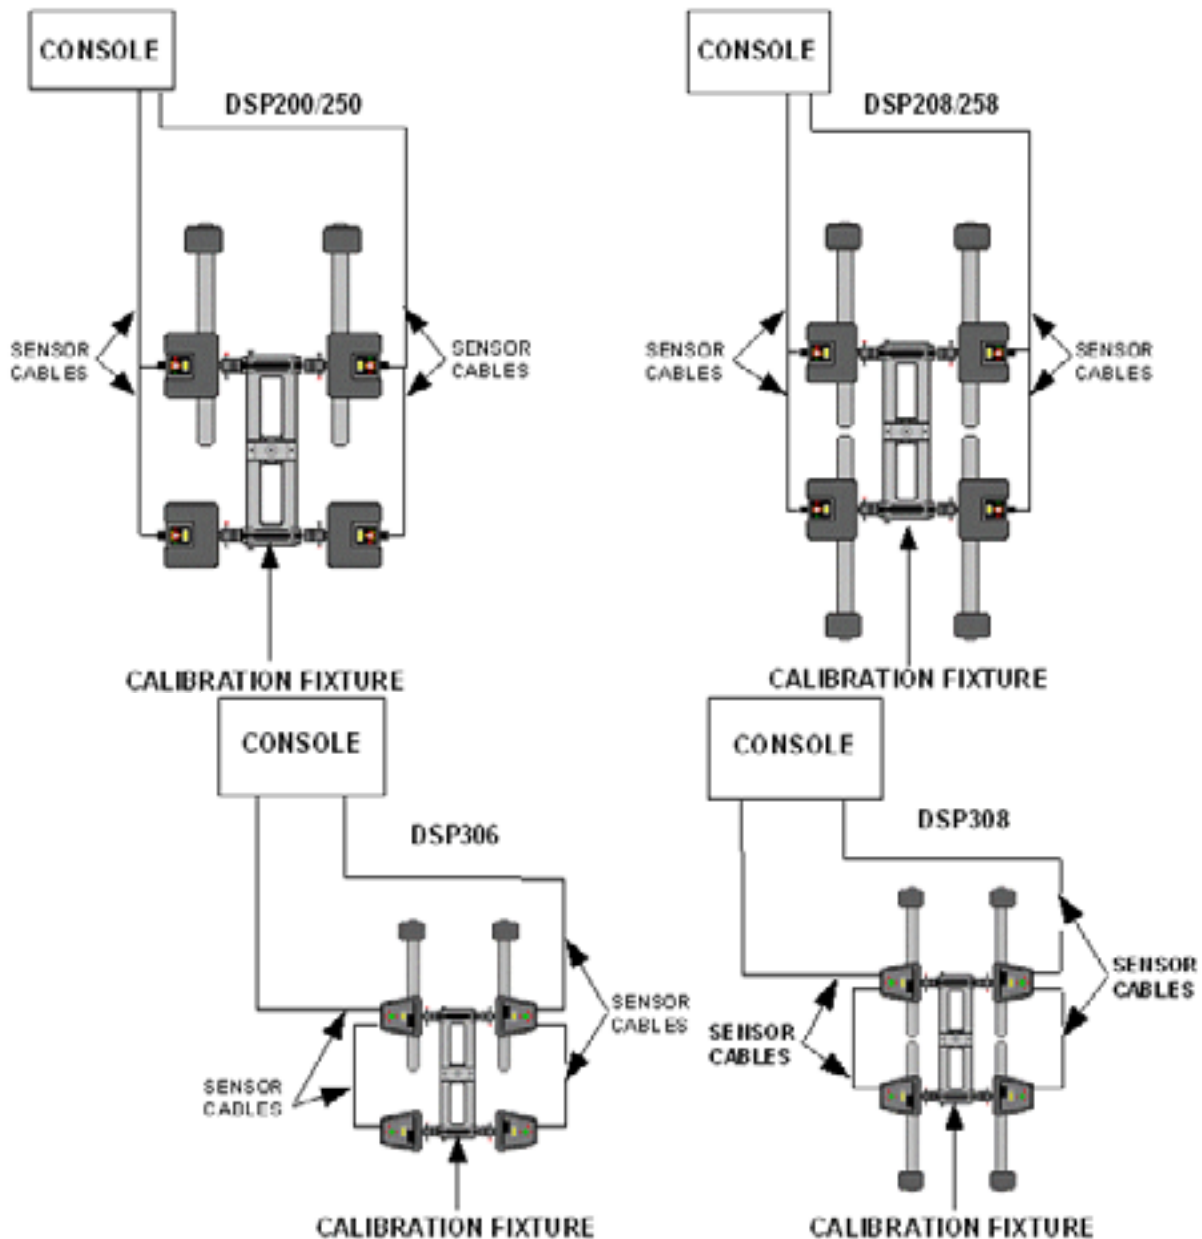 CONSOLE
DSP200/250
SENSOR
CABLES
SENSOR
CABLES
CALIBRATION FIXTURE
CONSOLE
DSP208/258
SENSOR
CABLES
SENSOR
CABLES
CALIBRATION FIXTURE
CONSOLE
DSP306
SENSOR
CABLES
SENSOR
CABLES
CALIBRATION FIXTURE
CONSOLE
DSP308
SENSOR
CABLES
SENSOR
CABLES
CALIBRATION FIXTURE